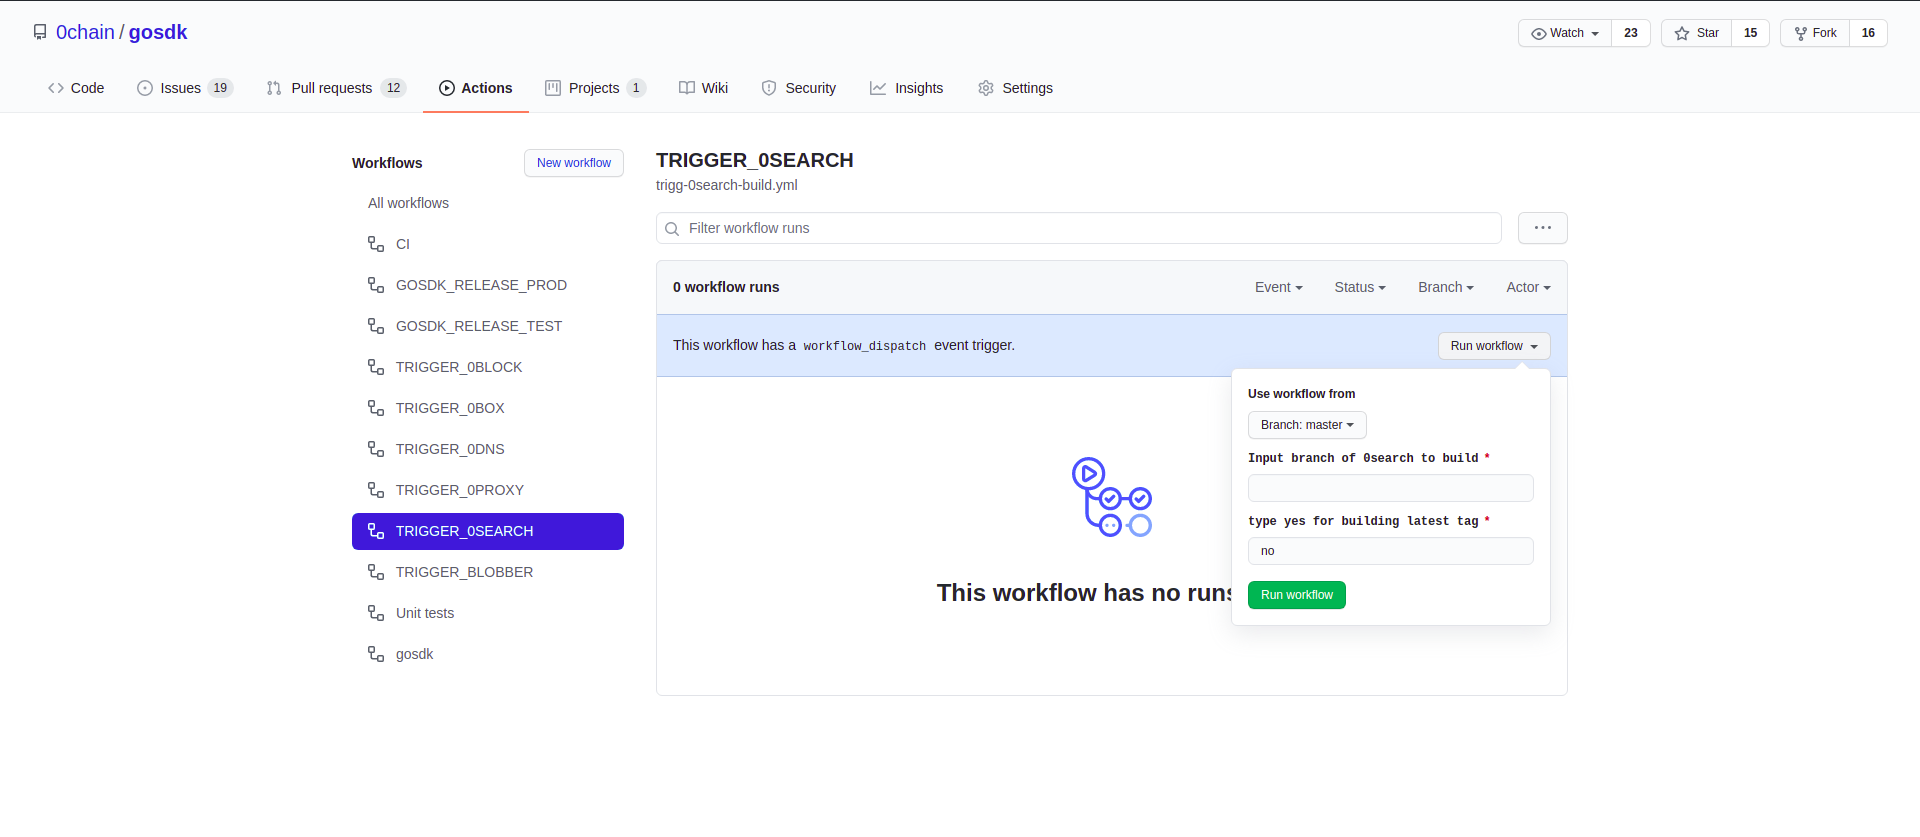 0chain / gosdk
Watch 23
Star 15
Fork 16
Code
Issues 19
Pull requests 12
Actions
Projects 1
Wiki
Security
Insights
Settings
Workflows
New workflow
All workflows
CI
GOSDK_RELEASE_PROD
GOSDK_RELEASE_TEST
TRIGGER_0BLOCK
TRIGGER_0BOX
TRIGGER_0DNS
TRIGGER_0PROXY
TRIGGER_0SEARCH
TRIGGER_BLOBBER
Unit tests
gosdk
TRIGGER_0SEARCH
trigg-0search-build.yml
Filter workflow runs
0 workflow runs
Event
Status
Branch
Actor
This workflow has a workflow_dispatch event trigger.
Run workflow
Use workflow from
Branch: master
Input branch of 0search to build *
type yes for building latest tag *
no
Run workflow
This workflow has no runs